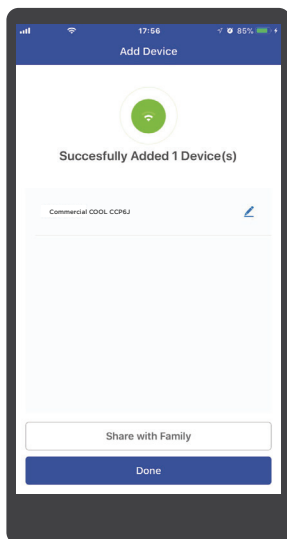 17:56
85%
Add Device
Succesfully Added 1 Device(s)
Commercial COOL CCP6J
Share with Family
Done